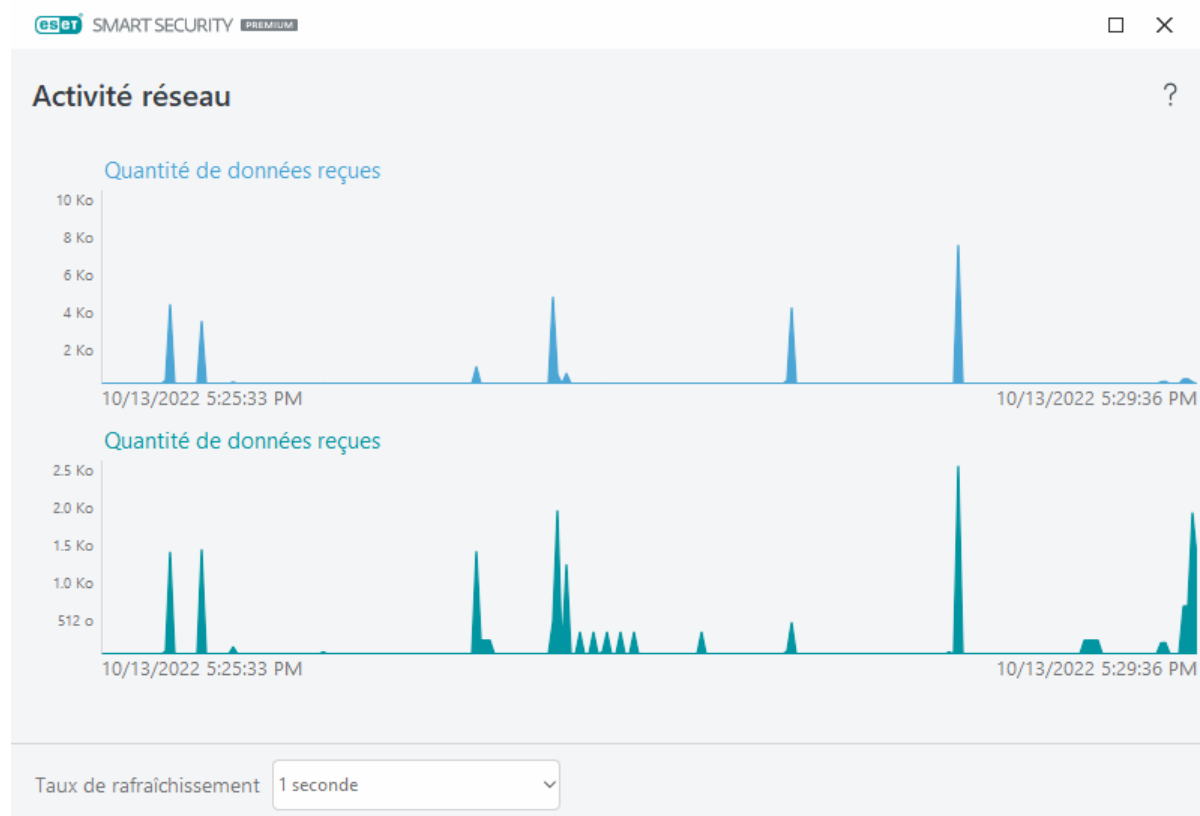 eset SMART SECURITY PREMIUM
Activité réseau
?
Quantité de données reçues
10 Ko
8 Ko
6 Ko
4 Ko
2 Ko
10/13/2022 5:25:33 PM 10/13/2022 5:29:36 PM
Quantité de données reçues
2.5 Ko
2.0 Ko
1.5 Ko
1.0 Ko
512 o
10/13/2022 5:25:33 PM 10/13/2022 5:29:36 PM
Taux de rafraîchissement 1 seconde